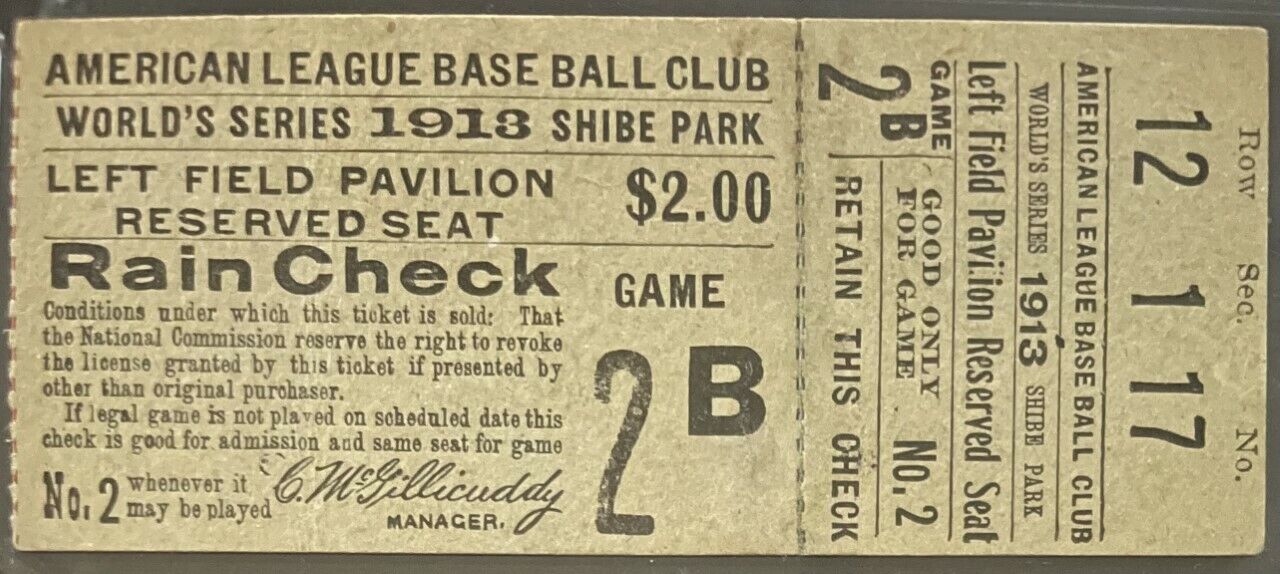 AMERICAN LEAGUE BASE BALL CLUB
WORLD'S SERIES 1913 SHIBE PARK
LEFT FIELD PAVILION
RESERVED SEAT
$2.00
Rain Check
Conditions under which this ticket is sold: That
the National Commission reserve the right to revoke
the license granted by this ticket if presented by
other than original purchaser.
If legal game is not played on scheduled date this
check is good for admission and same seat for game
No. 2 whenever it
may be played
C. McGillicuddy
MANAGER.
GAME
2 B
Row Sec. No.
12 1 17
AMERICAN LEAGUE BASE BALL CLUB
WORLD'S SERIES 1913 SHIBE PARK
Left Field Pavilion Reserved Seat
GAME
2 B
GOOD ONLY
FOR GAME
No. 2
RETAIN THIS CHECK